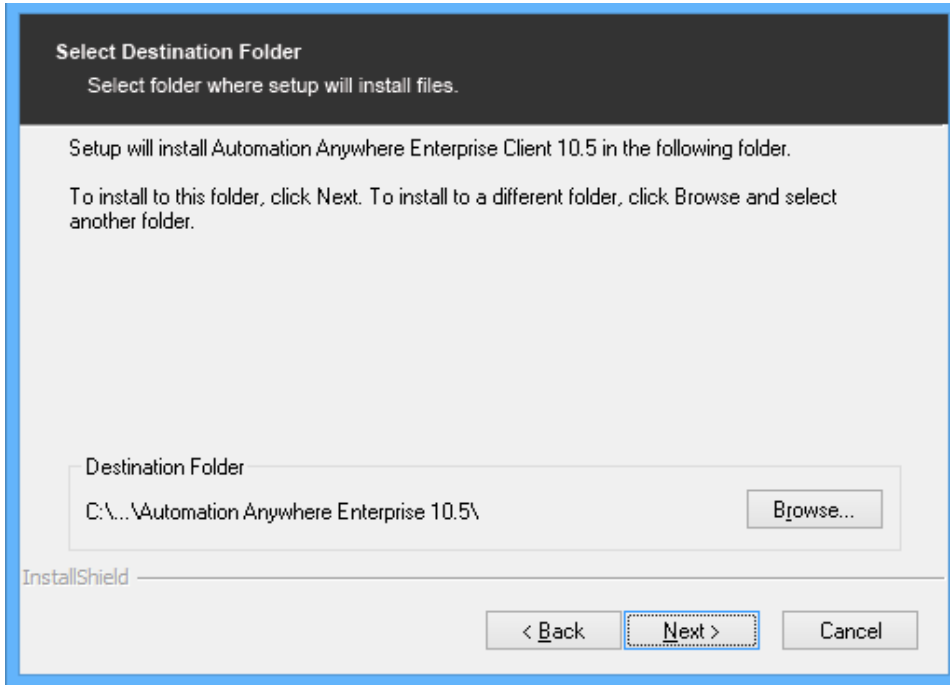 Select Destination Folder
Select folder where setup will install files.
Setup will install Automation Anywhere Enterprise Client 10.5 in the following folder.
To install to this folder, click Next. To install to a different folder, click Browse and select
another folder.
Destination Folder
C:\...\Automation Anywhere Enterprise 10.5\
Browse...
InstallShield
< Back
Next >
Cancel